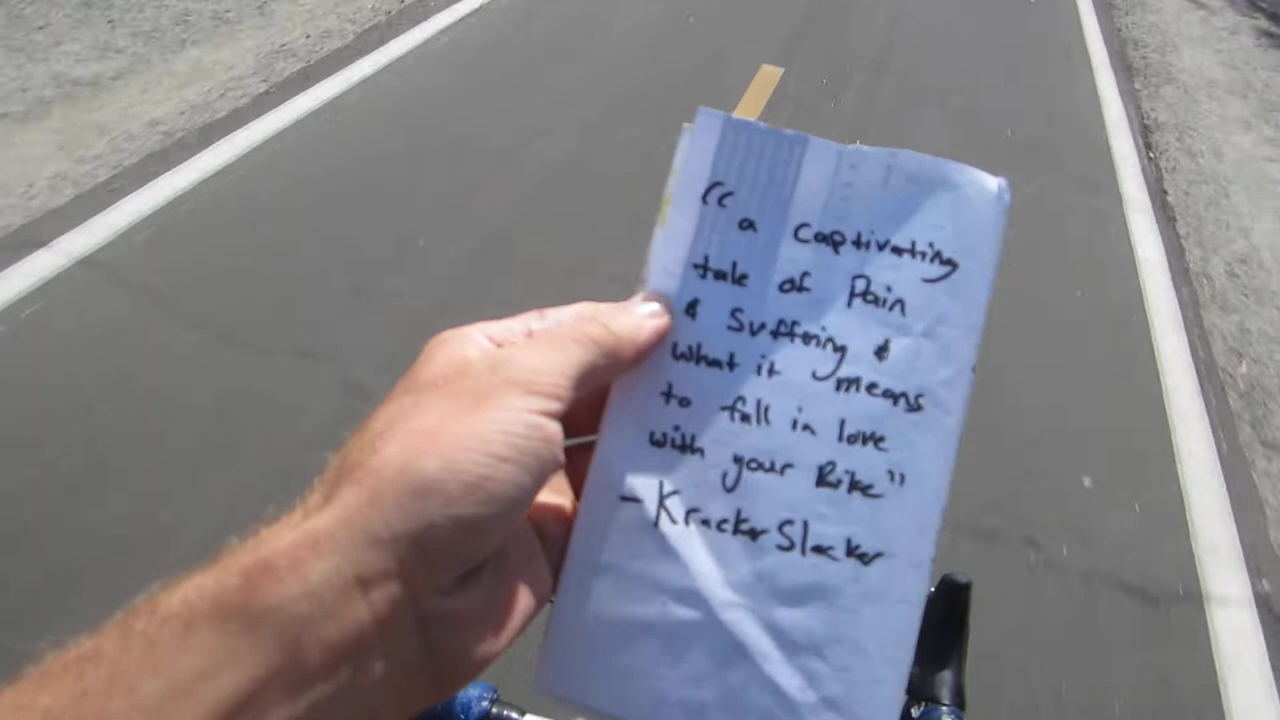 “a captivating
tale of Pain
& Suffering &
what it means
to fall in love
with your Bike”
- KrackerSlacker